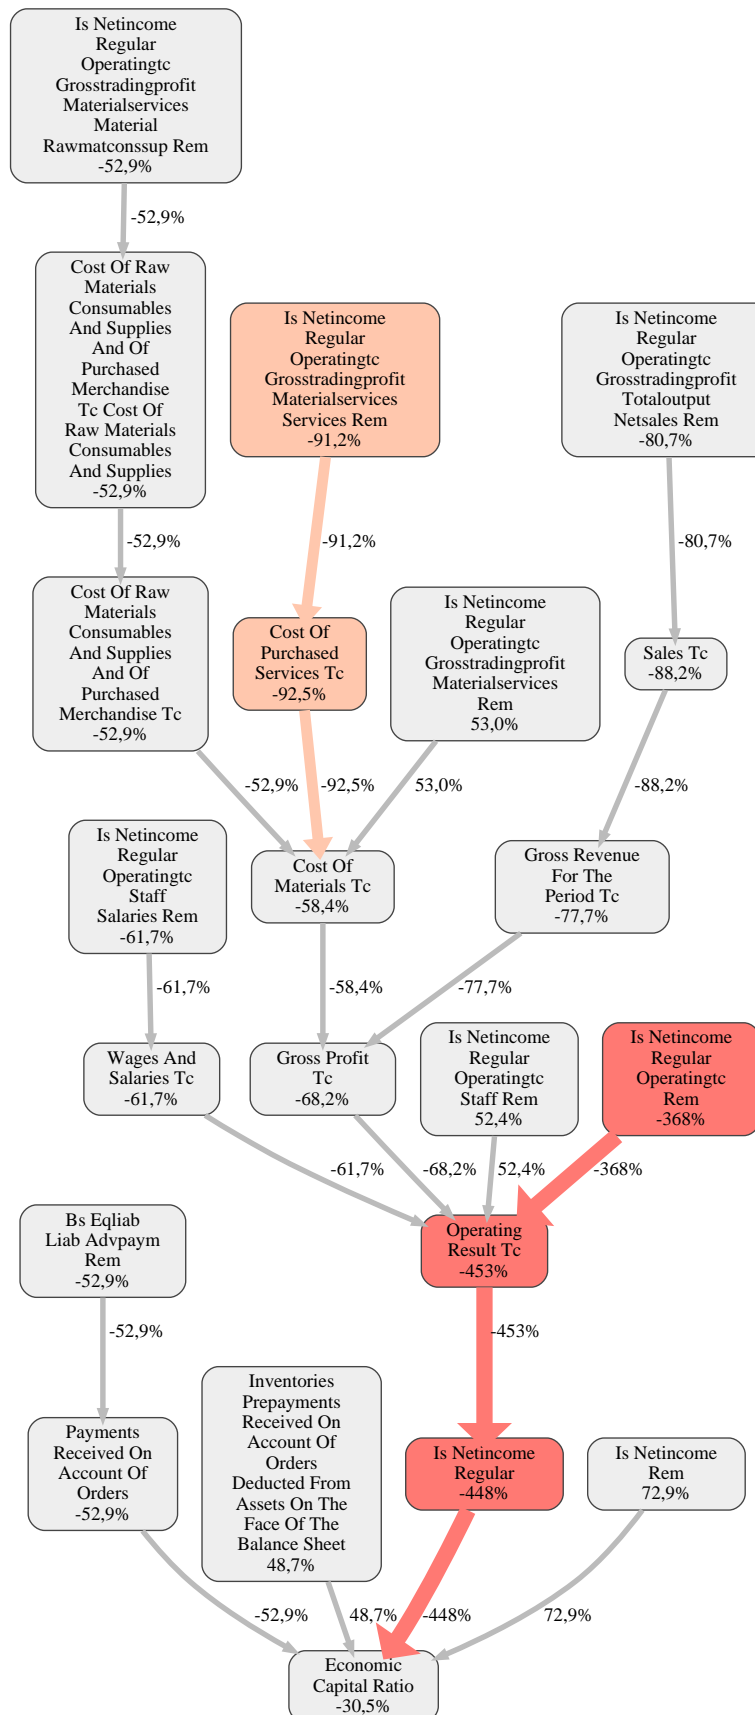 Is Netincome
Regular
Operatingtc
Grosstradingprofit
Materialservices
Material
Rawmatconssup Rem
-52,9%
-52,9%
Cost Of Raw
Materials
Consumables
And Supplies
And Of
Purchased
Merchandise
Tc Cost Of
Raw Materials
Consumables
And Supplies
-52,9%
Is Netincome
Regular
Operatingtc
Grosstradingprofit
Materialservices
Services Rem
-91,2%
Is Netincome
Regular
Operatingtc
Grosstradingprofit
Totaloutput
Netsales Rem
-80,7%
-52,9%
-91,2%
-80,7%
Cost Of Raw
Materials
Consumables
And Supplies
And Of
Purchased
Merchandise Tc
-52,9%
Cost Of
Purchased
Services Tc
-92,5%
Is Netincome
Regular
Operatingtc
Grosstradingprofit
Materialservices
Rem
53,0%
Sales Tc
-88,2%
-52,9%
-92,5%
53,0%
-88,2%
Is Netincome
Regular
Operatingtc
Staff
Salaries Rem
-61,7%
Cost Of
Materials Tc
-58,4%
Gross Revenue
For The
Period Tc
-77,7%
-61,7%
-58,4%
-77,7%
Wages And
Salaries Tc
-61,7%
Gross Profit
Tc
-68,2%
Is Netincome
Regular
Operatingtc
Staff Rem
52,4%
Is Netincome
Regular
Operatingtc
Rem
-368%
-61,7%
-68,2%
52,4%
-368%
Bs Eqliab
Liab Advpaym
Rem
-52,9%
Operating
Result Tc
-453%
-52,9%
-453%
Payments
Received On
Account Of
Orders
-52,9%
Inventories
Prepayments
Received On
Account Of
Orders
Deducted From
Assets On The
Face Of The
Balance Sheet
48,7%
Is Netincome
Regular
-448%
Is Netincome
Rem
72,9%
-52,9%
48,7%
-448%
72,9%
Economic
Capital Ratio
-30,5%